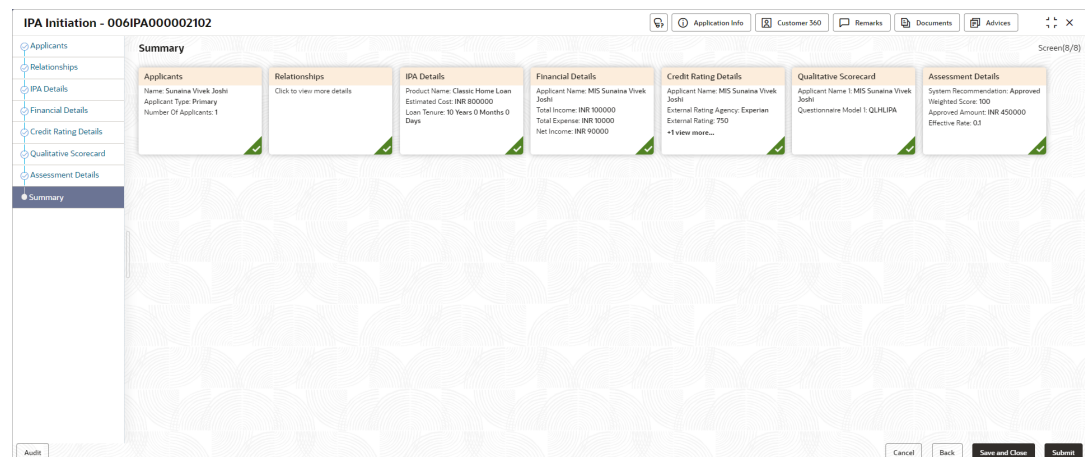 IPA Initiation - 006IPA000002102
Application Info
Customer 360
Remarks
Documents
Advices
Applicants
Relationships
IPA Details
Financial Details
Credit Rating Details
Qualitative Scorecard
Assessment Details
Summary
Summary
Screen(8/8)
Applicants
Name: Sunaina Vivek Joshi
Applicant Type: Primary
Number Of Applicants: 1
Relationships
Click to view more details
IPA Details
Product Name: Classic Home Loan
Estimated Cost: INR 800000
Loan Tenure: 10 Years 0 Months 0
Days
Financial Details
Applicant Name: MIS Sunaina Vivek
Joshi
Total Income: INR 100000
Total Expense: INR 10000
Net Income: INR 90000
Credit Rating Details
Applicant Name: MIS Sunaina Vivek
Joshi
External Rating Agency: Experian
External Rating: 750
+1 view more...
Qualitative Scorecard
Applicant Name 1: MIS Sunaina Vivek
Joshi
Questionnaire Model 1: QLHLIPA
Assessment Details
System Recommendation: Approved
Weighted Score: 100
Approved Amount: INR 450000
Effective Rate: 0.1
Audit
Cancel
Back
Save and Close
Submit